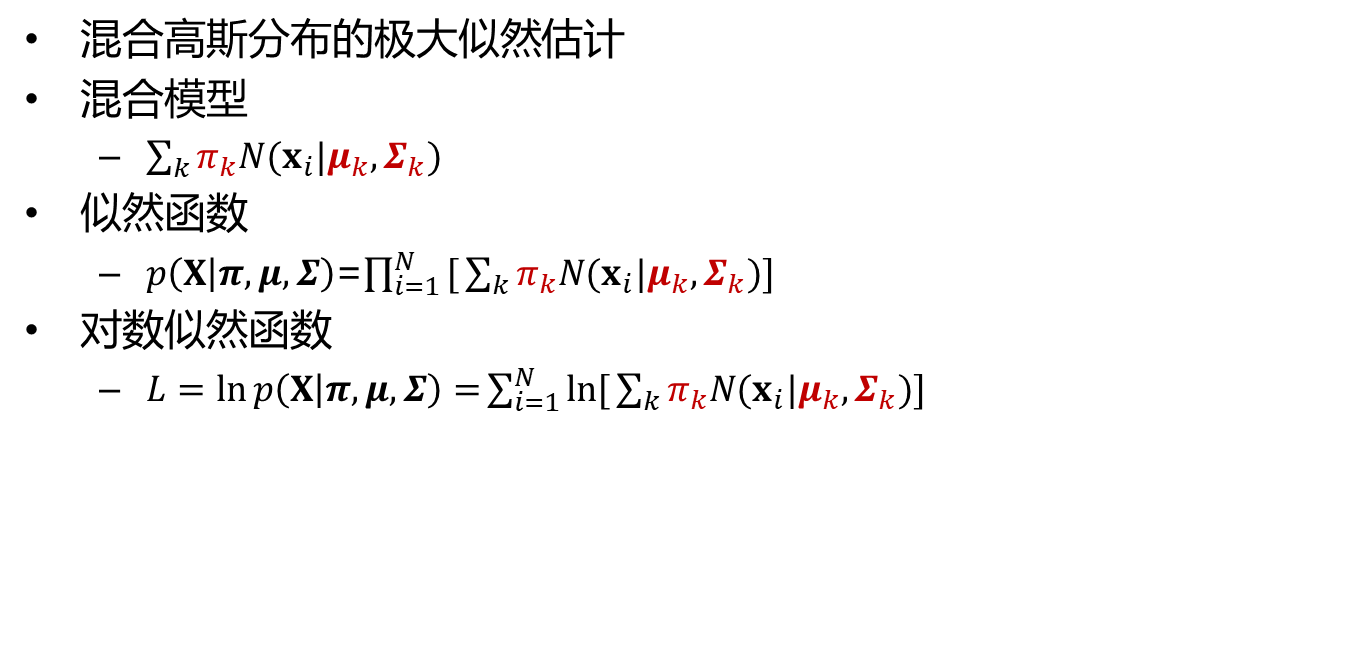 • 混合高斯分布的极大似然估计
• 混合模型
– ∑ₖ πₖN(𝐱ᵢ|𝝁ₖ, 𝜮ₖ)
• 似然函数
– p(𝐗|𝝅, 𝝁, 𝜮)=∏ᵢ₌₁ᴺ [∑ₖ πₖN(𝐱ᵢ|𝝁ₖ, 𝜮ₖ)]
• 对数似然函数
– L = ln p(𝐗|𝝅, 𝝁, 𝜮) = ∑ᵢ₌₁ᴺ ln[∑ₖ πₖN(𝐱ᵢ|𝝁ₖ, 𝜮ₖ)]